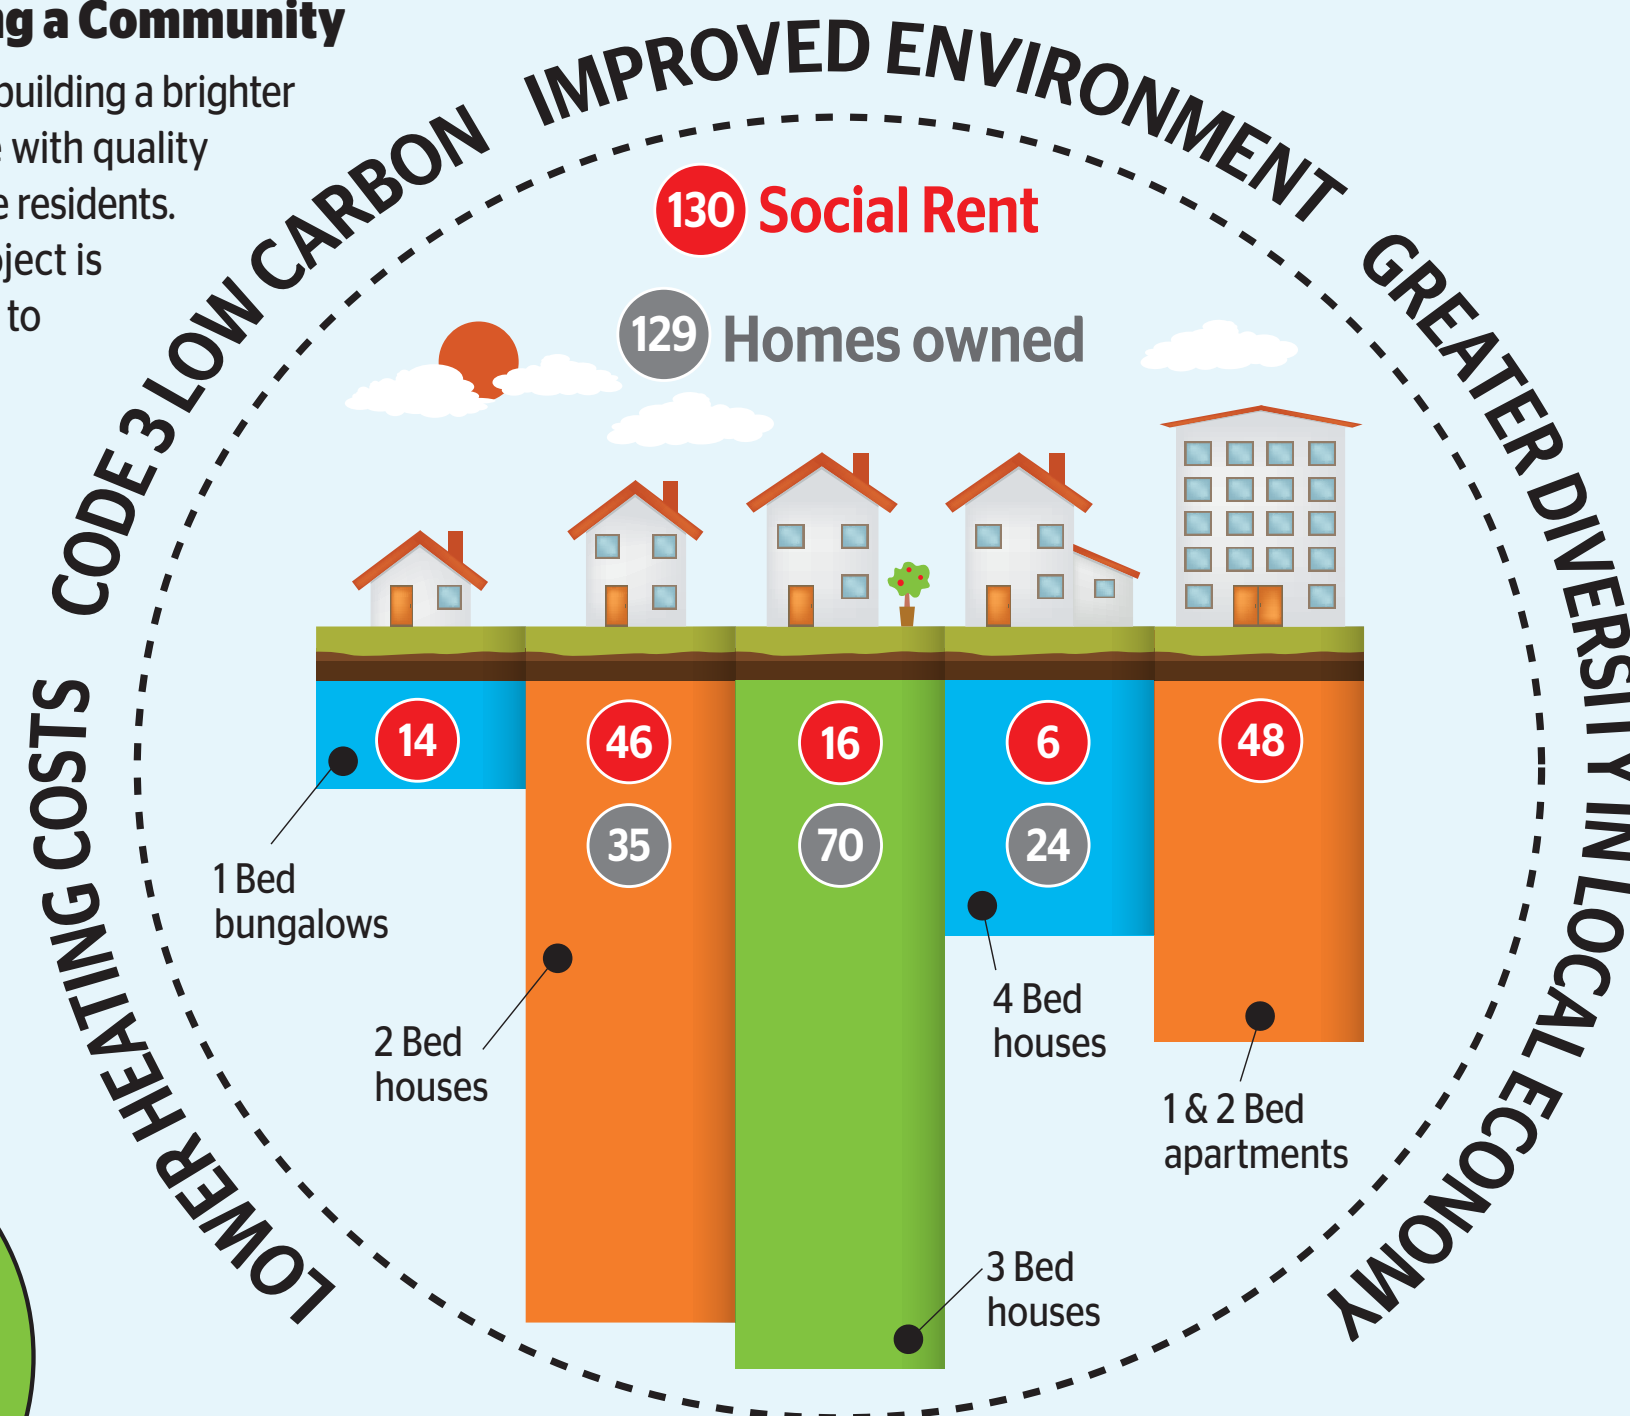 ng a Community
building a brighter
with quality
residents.
ject is
to
LOWER HEATING COSTS
CODE 3 LOW CARBON
IMPROVED ENVIRONMENT
GREATER DIVERSITY IN LOCAL ECONOMY
130 Social Rent
129 Homes owned
14
46
16
6
48
35
70
24
1 Bed
bungalows
2 Bed
houses
4 Bed
houses
1 & 2 Bed
apartments
3 Bed
houses